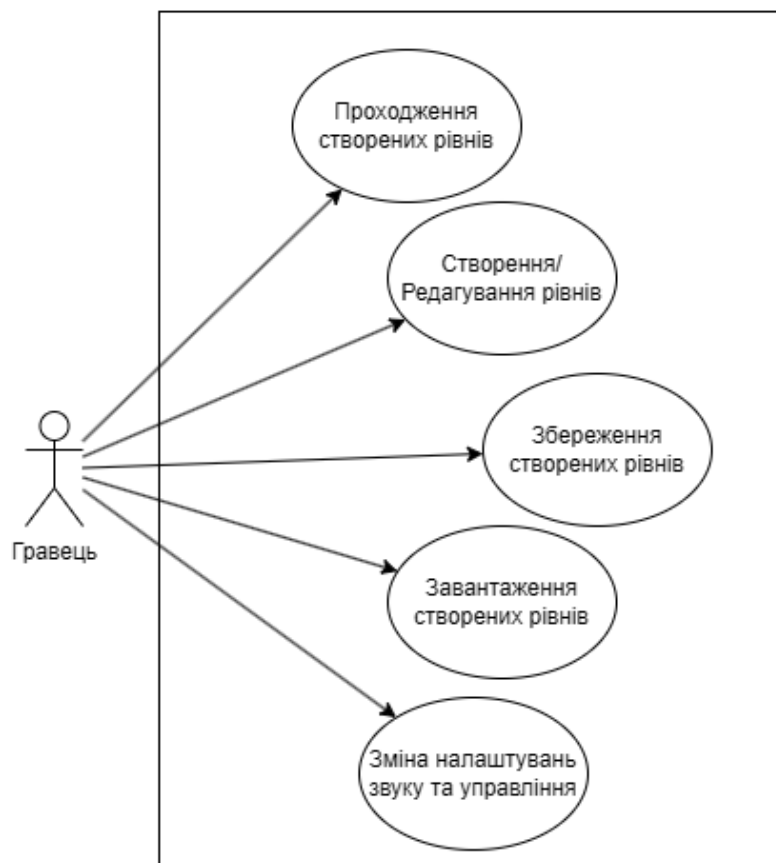 Проходження
створених рівнів
Створення/
Редагування рівнів
Збереження
створених рівнів
Гравець
Завантаження
створених рівнів
Зміна налаштувань
звуку та управління